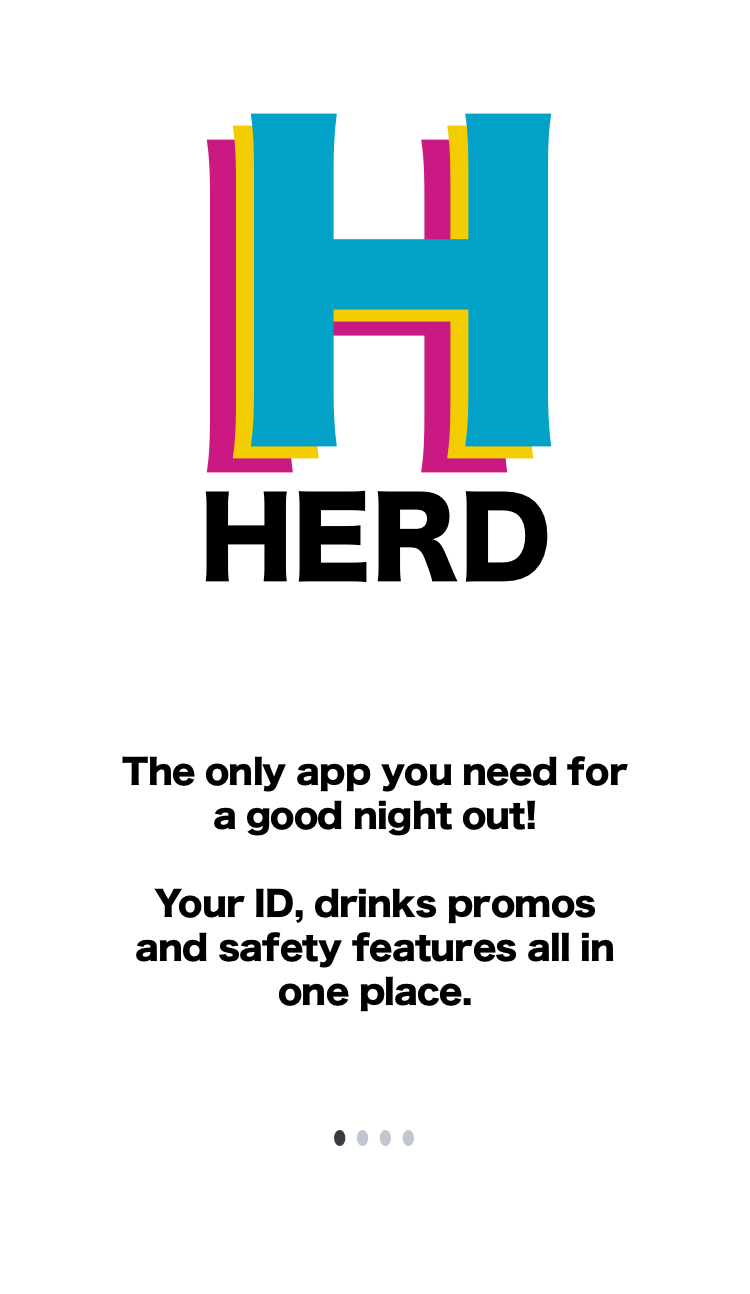 H
HERD
The only app you need for
a good night out!
Your ID, drinks promos
and safety features all in
one place.